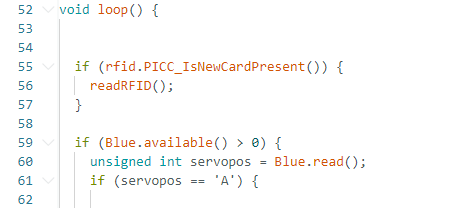 52 void loop() {
53
54
55 if (rfid.PICC_IsNewCardPresent()) {
56 readRFID();
57 }
58
59 if (Blue.available() > 0) {
60 unsigned int servopos = Blue.read();
61 if (servopos == 'A') {
62